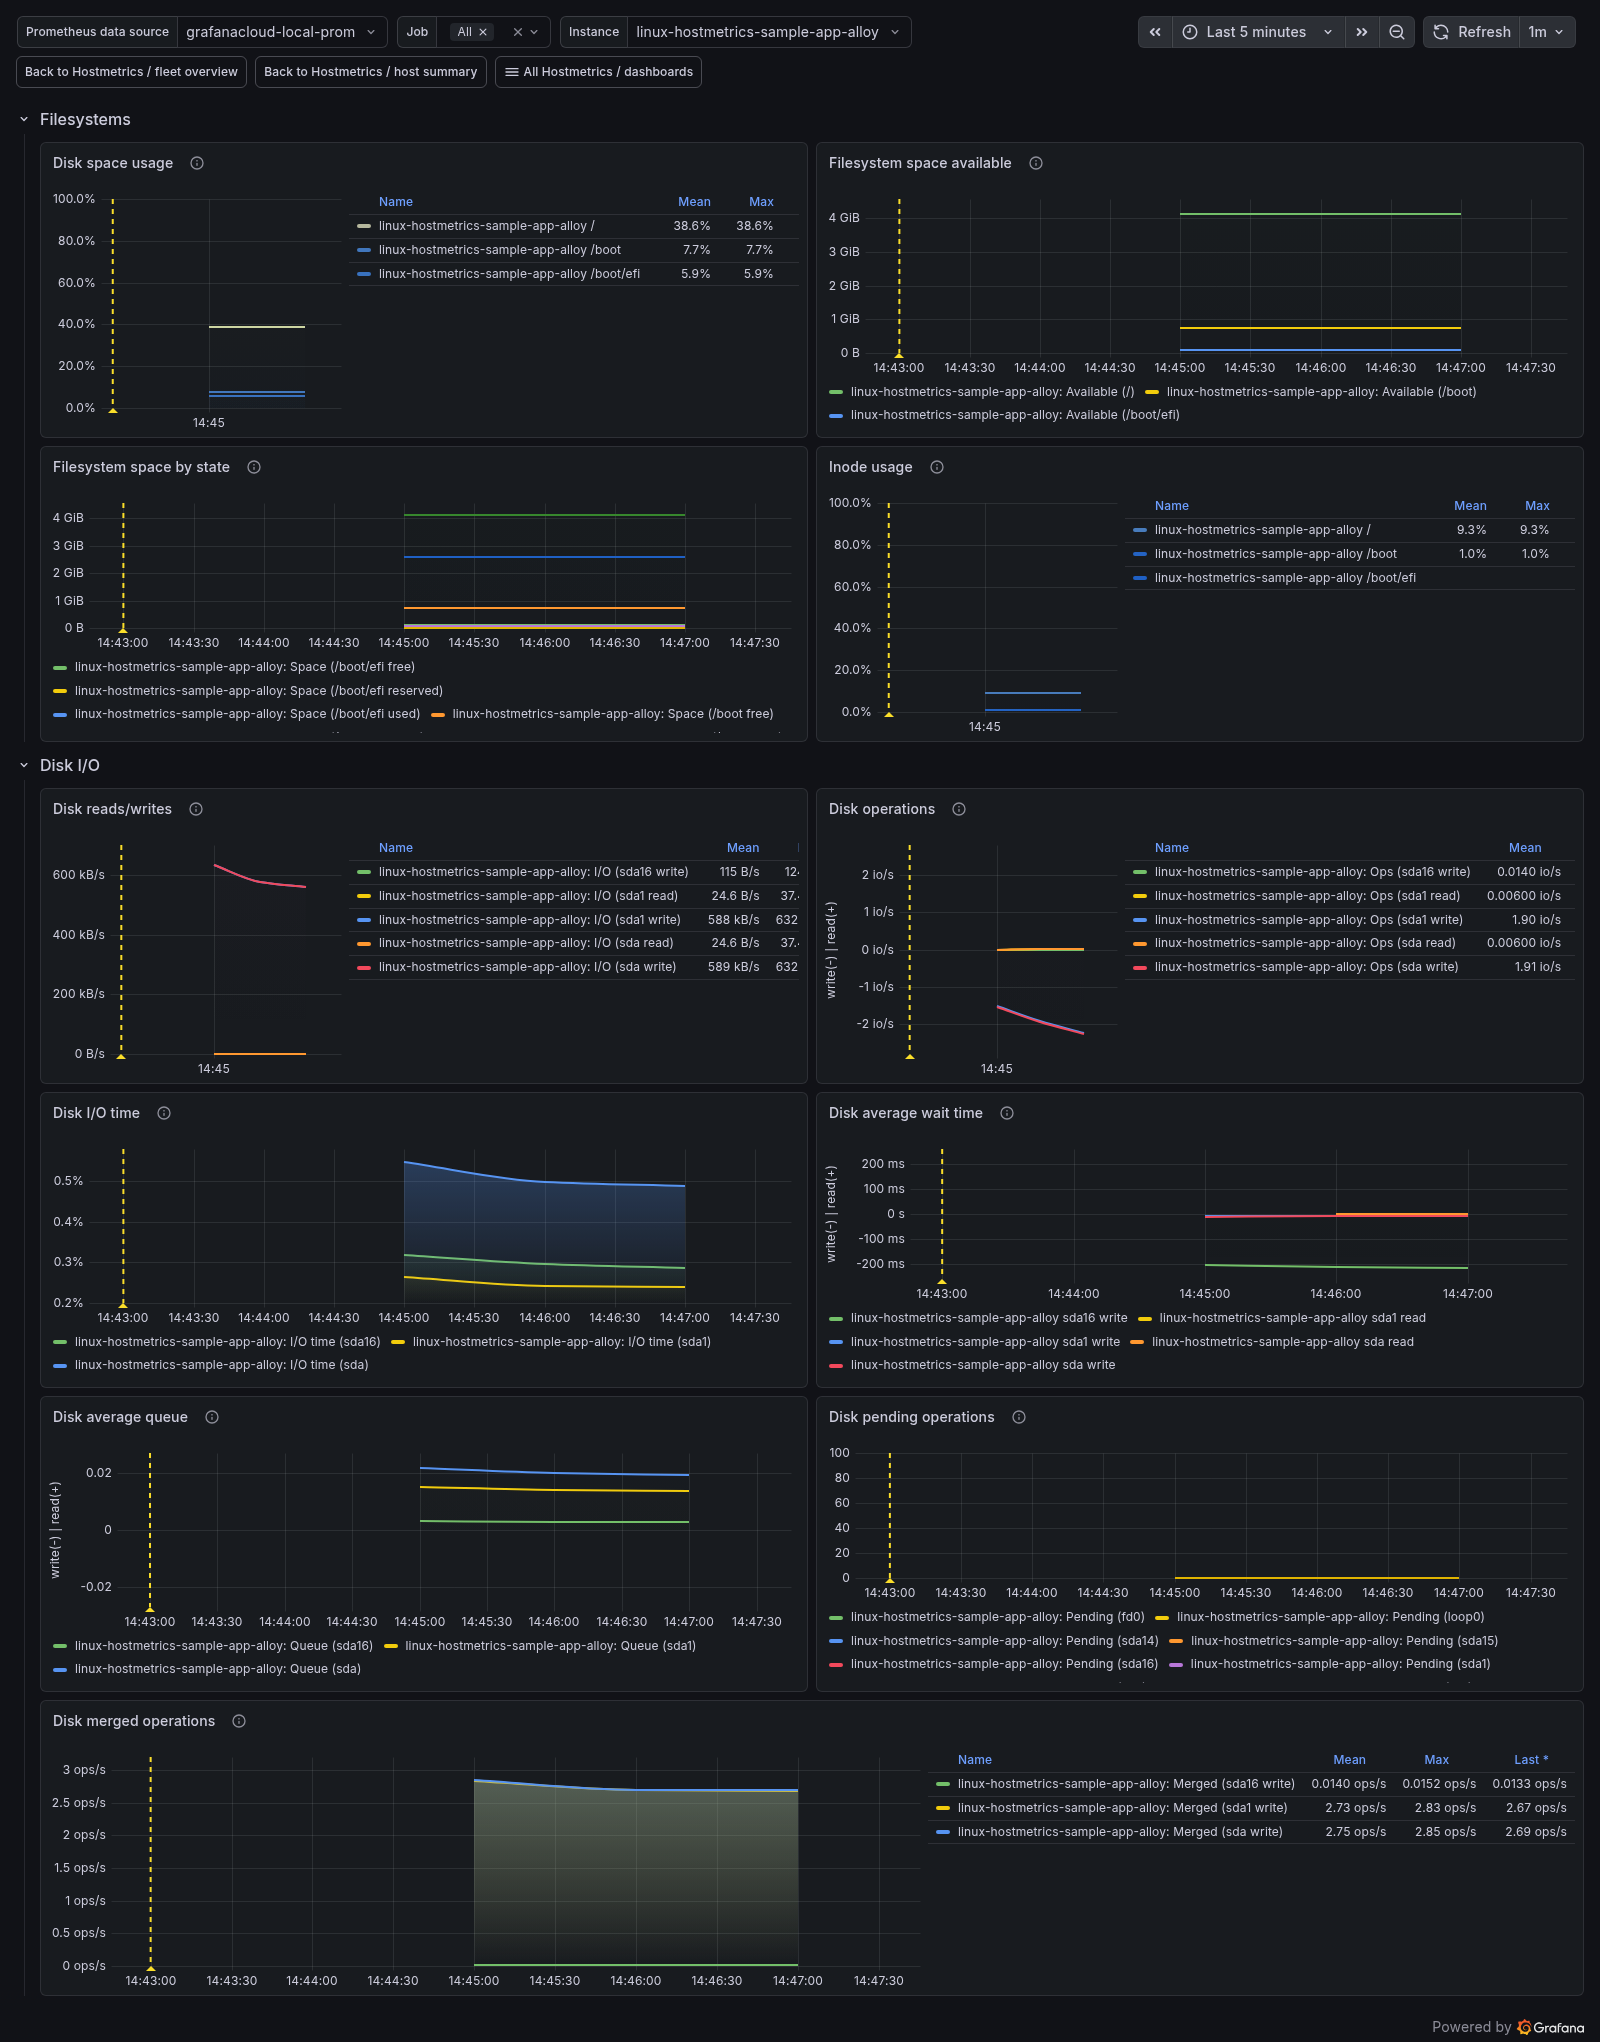 Prometheus data source grafanacloud-local-prom Job All Instance linux-hostmetrics-sample-app-alloy Last 5 minutes Refresh 1m
Back to Hostmetrics / fleet overview Back to Hostmetrics / host summary All Hostmetrics / dashboards
Filesystems
Disk space usage
100.0%
80.0%
60.0%
40.0%
20.0%
0.0%
14:45
Name Mean Max
linux-hostmetrics-sample-app-alloy / 38.6% 38.6%
linux-hostmetrics-sample-app-alloy /boot 7.7% 7.7%
linux-hostmetrics-sample-app-alloy /boot/efi 5.9% 5.9%
Filesystem space available
4 GiB
3 GiB
2 GiB
1 GiB
0 B
14:43:00 14:43:30 14:44:00 14:44:30 14:45:00 14:45:30 14:46:00 14:46:30 14:47:00 14:47:30
linux-hostmetrics-sample-app-alloy: Available (/) linux-hostmetrics-sample-app-alloy: Available (/boot)
linux-hostmetrics-sample-app-alloy: Available (/boot/efi)
Filesystem space by state
4 GiB
3 GiB
2 GiB
1 GiB
0 B
14:43:00 14:43:30 14:44:00 14:44:30 14:45:00 14:45:30 14:46:00 14:46:30 14:47:00 14:47:30
linux-hostmetrics-sample-app-alloy: Space (/boot/efi free)
linux-hostmetrics-sample-app-alloy: Space (/boot/efi reserved)
linux-hostmetrics-sample-app-alloy: Space (/boot/efi used) linux-hostmetrics-sample-app-alloy: Space (/boot free)
Inode usage
100.0%
80.0%
60.0%
40.0%
20.0%
0.0%
14:45
Name Mean Max
linux-hostmetrics-sample-app-alloy / 9.3% 9.3%
linux-hostmetrics-sample-app-alloy /boot 1.0% 1.0%
linux-hostmetrics-sample-app-alloy /boot/efi
Disk I/O
Disk reads/writes
600 kB/s
400 kB/s
200 kB/s
0 B/s
14:45
Name Mean
linux-hostmetrics-sample-app-alloy: I/O (sda16 write) 115 B/s
linux-hostmetrics-sample-app-alloy: I/O (sda1 read) 24.6 B/s 37.
linux-hostmetrics-sample-app-alloy: I/O (sda1 write) 588 kB/s 632
linux-hostmetrics-sample-app-alloy: I/O (sda read) 24.6 B/s 37.
linux-hostmetrics-sample-app-alloy: I/O (sda write) 589 kB/s 632
Disk operations
write(-) | read(+)
2 io/s
1 io/s
0 io/s
-1 io/s
-2 io/s
14:45
Name Mean
linux-hostmetrics-sample-app-alloy: Ops (sda16 write) 0.0140 io/s
linux-hostmetrics-sample-app-alloy: Ops (sda1 read) 0.00600 io/s
linux-hostmetrics-sample-app-alloy: Ops (sda1 write) 1.90 io/s
linux-hostmetrics-sample-app-alloy: Ops (sda read) 0.00600 io/s
linux-hostmetrics-sample-app-alloy: Ops (sda write) 1.91 io/s
Disk I/O time
0.5%
0.4%
0.3%
0.2%
14:43:00 14:43:30 14:44:00 14:44:30 14:45:00 14:45:30 14:46:00 14:46:30 14:47:00 14:47:30
linux-hostmetrics-sample-app-alloy: I/O time (sda16) linux-hostmetrics-sample-app-alloy: I/O time (sda1)
linux-hostmetrics-sample-app-alloy: I/O time (sda)
Disk average wait time
write(-) | read(+)
200 ms
100 ms
0 s
-100 ms
-200 ms
14:43:00 14:44:00 14:45:00 14:46:00 14:47:00
linux-hostmetrics-sample-app-alloy sda16 write linux-hostmetrics-sample-app-alloy sda1 read
linux-hostmetrics-sample-app-alloy sda1 write linux-hostmetrics-sample-app-alloy sda read
linux-hostmetrics-sample-app-alloy sda write
Disk average queue
write(-) | read(+)
0.02
0
-0.02
14:43:00 14:43:30 14:44:00 14:44:30 14:45:00 14:45:30 14:46:00 14:46:30 14:47:00 14:47:30
linux-hostmetrics-sample-app-alloy: Queue (sda16) linux-hostmetrics-sample-app-alloy: Queue (sda1)
linux-hostmetrics-sample-app-alloy: Queue (sda)
Disk pending operations
100
80
60
40
20
0
14:43:00 14:43:30 14:44:00 14:44:30 14:45:00 14:45:30 14:46:00 14:46:30 14:47:00 14:47:30
linux-hostmetrics-sample-app-alloy: Pending (fd0) linux-hostmetrics-sample-app-alloy: Pending (loop0)
linux-hostmetrics-sample-app-alloy: Pending (sda14) linux-hostmetrics-sample-app-alloy: Pending (sda15)
linux-hostmetrics-sample-app-alloy: Pending (sda16) linux-hostmetrics-sample-app-alloy: Pending (sda1)
Disk merged operations
3 ops/s
2.5 ops/s
2 ops/s
1.5 ops/s
1 ops/s
0.5 ops/s
0 ops/s
14:43:00 14:43:30 14:44:00 14:44:30 14:45:00 14:45:30 14:46:00 14:46:30 14:47:00 14:47:30
Name Mean Max Last *
linux-hostmetrics-sample-app-alloy: Merged (sda16 write) 0.0140 ops/s 0.0152 ops/s 0.0133 ops/s
linux-hostmetrics-sample-app-alloy: Merged (sda1 write) 2.73 ops/s 2.83 ops/s 2.67 ops/s
linux-hostmetrics-sample-app-alloy: Merged (sda write) 2.75 ops/s 2.85 ops/s 2.69 ops/s
Powered by Grafana